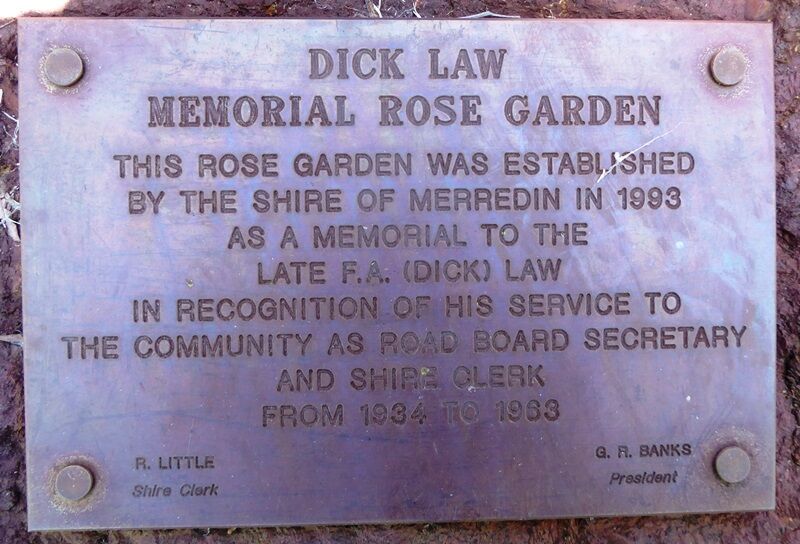 DICK LAW
MEMORIAL ROSE GARDEN
THIS ROSE GARDEN WAS ESTABLISHED
BY THE SHIRE OF MERREDIN IN 1993
AS A MEMORIAL TO THE
LATE F.A. (DICK) LAW
IN RECOGNITION OF HIS SERVICE TO
THE COMMUNITY AS ROAD BOARD SECRETARY
AND SHIRE CLERK
FROM 1934 TO 1963
R. LITTLE
Shire Clerk
G. R. BANKS
President